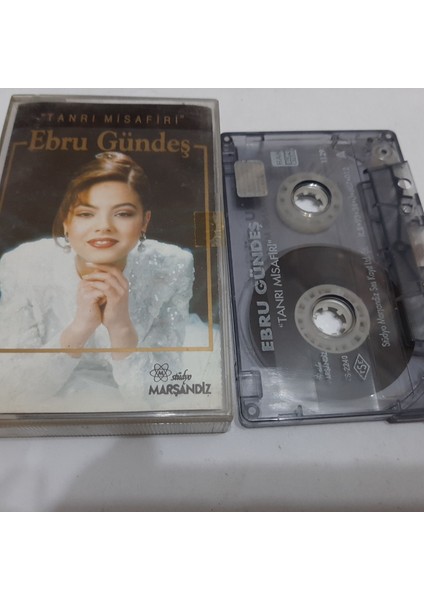 "TANRI MİSAFİRİ"
Ebru Gündeş
stüdyo
MARŞANDİZ
EBRU GÜNDEŞ
"TANRI MİSAFİRİ"
A